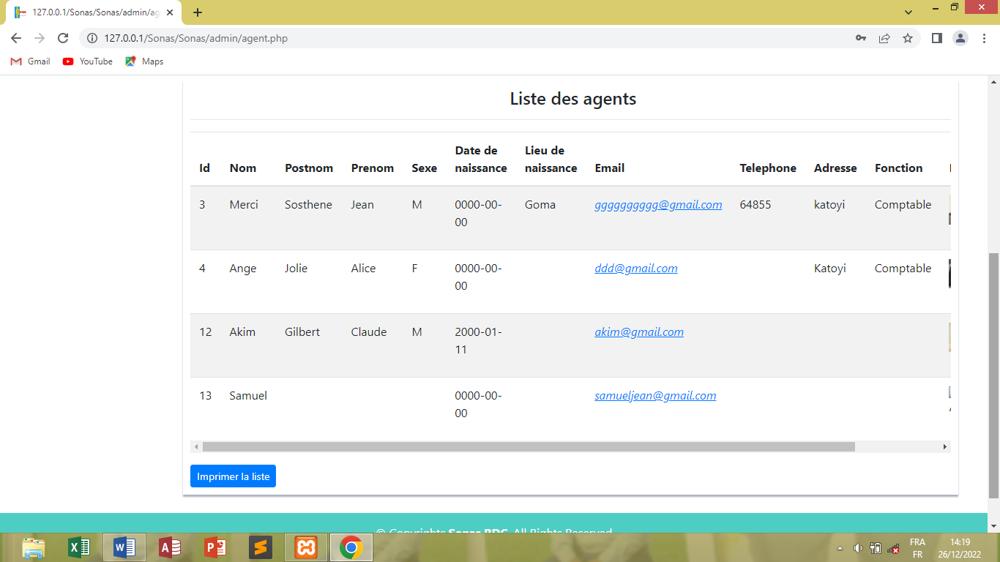 127.0.0.1/Sonas/Sonas/admin/ag
127.0.0.1/Sonas/Sonas/admin/agent.php
Gmail YouTube Maps
Liste des agents
Id Nom Postnom Prenom Sexe Date de naissance Lieu de naissance Email Telephone Adresse Fonction
3 Merci Sosthene Jean M 0000-00-00 Goma gggggggggg@gmail.com 64855 katoyi Comptable
4 Ange Jolie Alice F 0000-00-00 ddd@gmail.com Katoyi Comptable
12 Akim Gilbert Claude M 2000-01-11 akim@gmail.com
13 Samuel 0000-00-00 samueljean@gmail.com
Imprimer la liste
© Copyrights Sonas RDC. All Rights Reserved
FRA 14:19
FR 26/12/2022